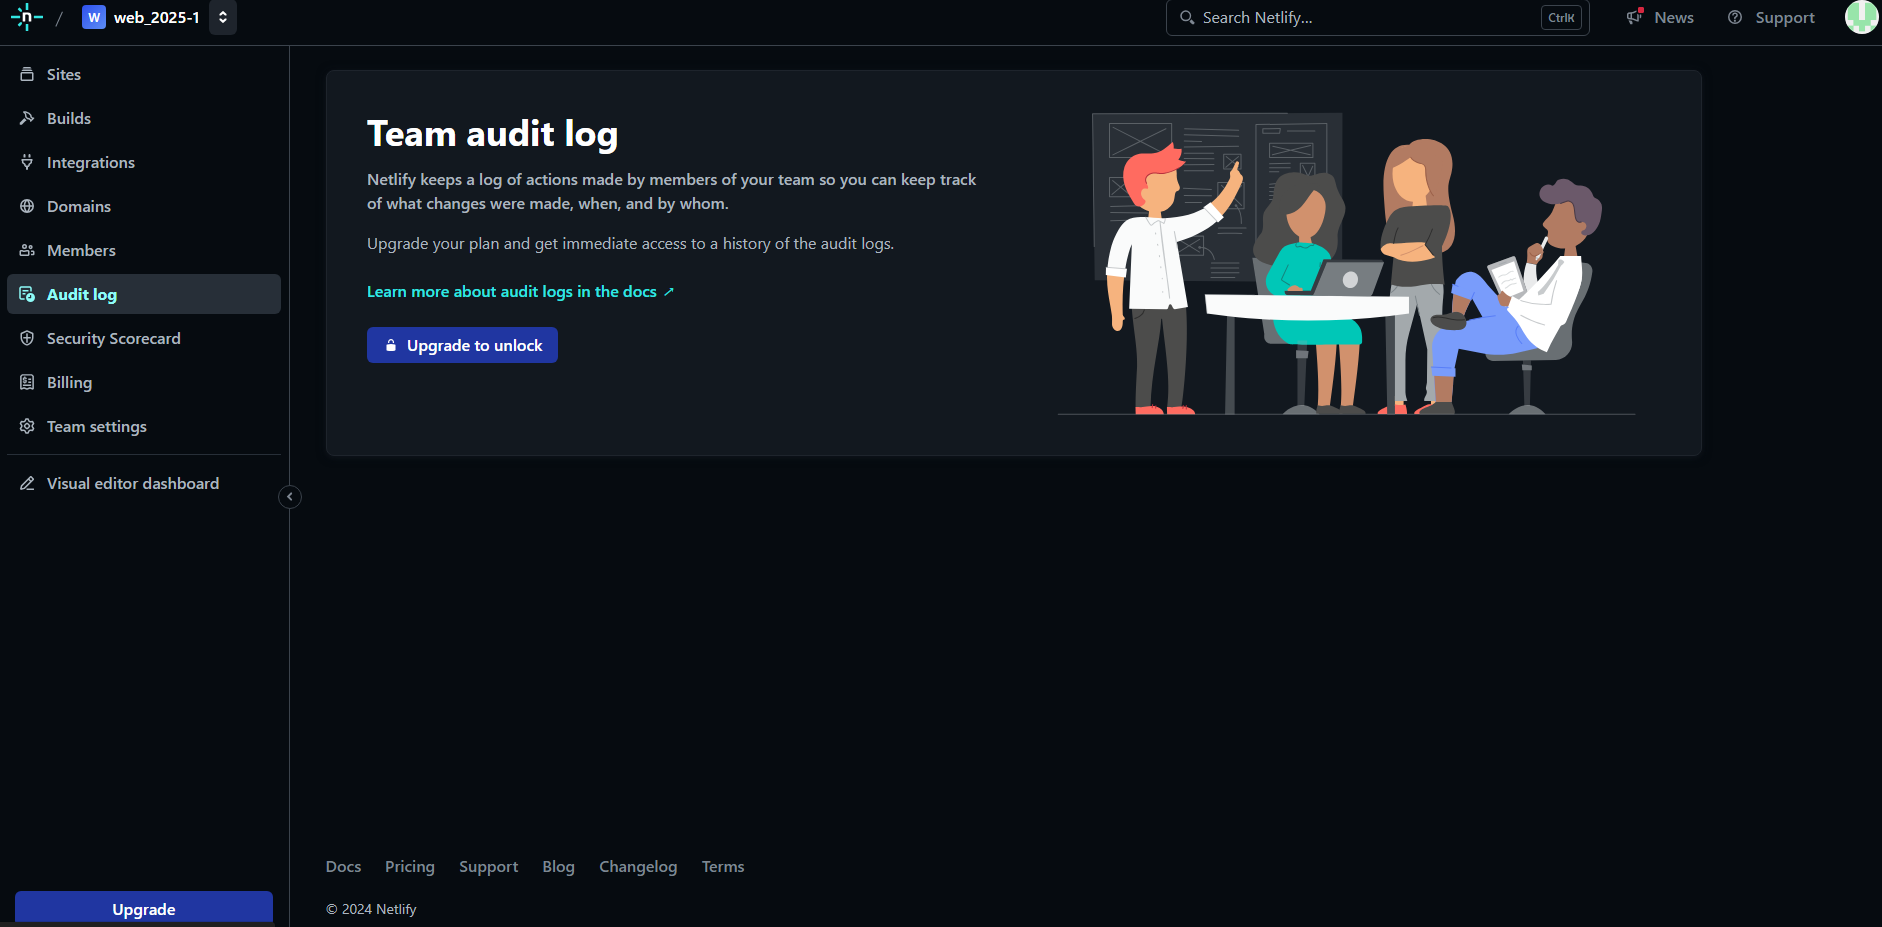 n / W web_2025-1
Search Netlify... CtrlK
News
Support
Sites
Builds
Integrations
Domains
Members
Audit log
Security Scorecard
Billing
Team settings
Visual editor dashboard
Upgrade
Team audit log
Netlify keeps a log of actions made by members of your team so you can keep track
of what changes were made, when, and by whom.
Upgrade your plan and get immediate access to a history of the audit logs.
Learn more about audit logs in the docs ↗
Upgrade to unlock
Docs Pricing Support Blog Changelog Terms
© 2024 Netlify